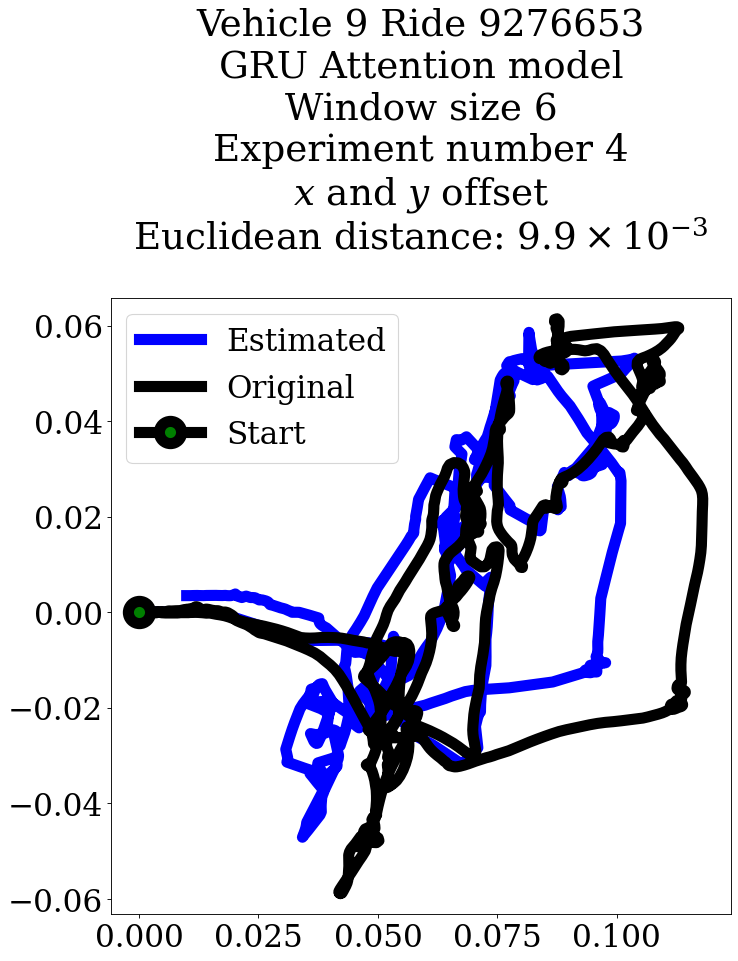 Vehicle 9 Ride 9276653
GRU Attention model
Window size 6
Experiment number 4
x and y offset
Euclidean distance: 9.9 × 10⁻³
Estimated
Original
Start
0.06
0.04
0.02
0.00
−0.02
−0.04
−0.06
0.000 0.025 0.050 0.075 0.100